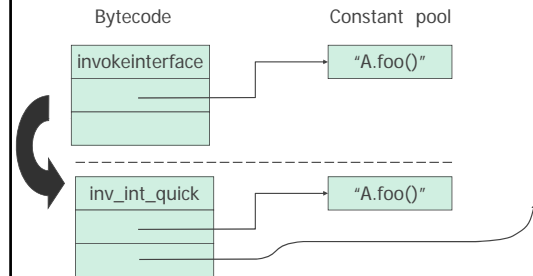 Bytecode Constant pool
invokeinterface "A.foo()"
inv_int_quick "A.foo()"